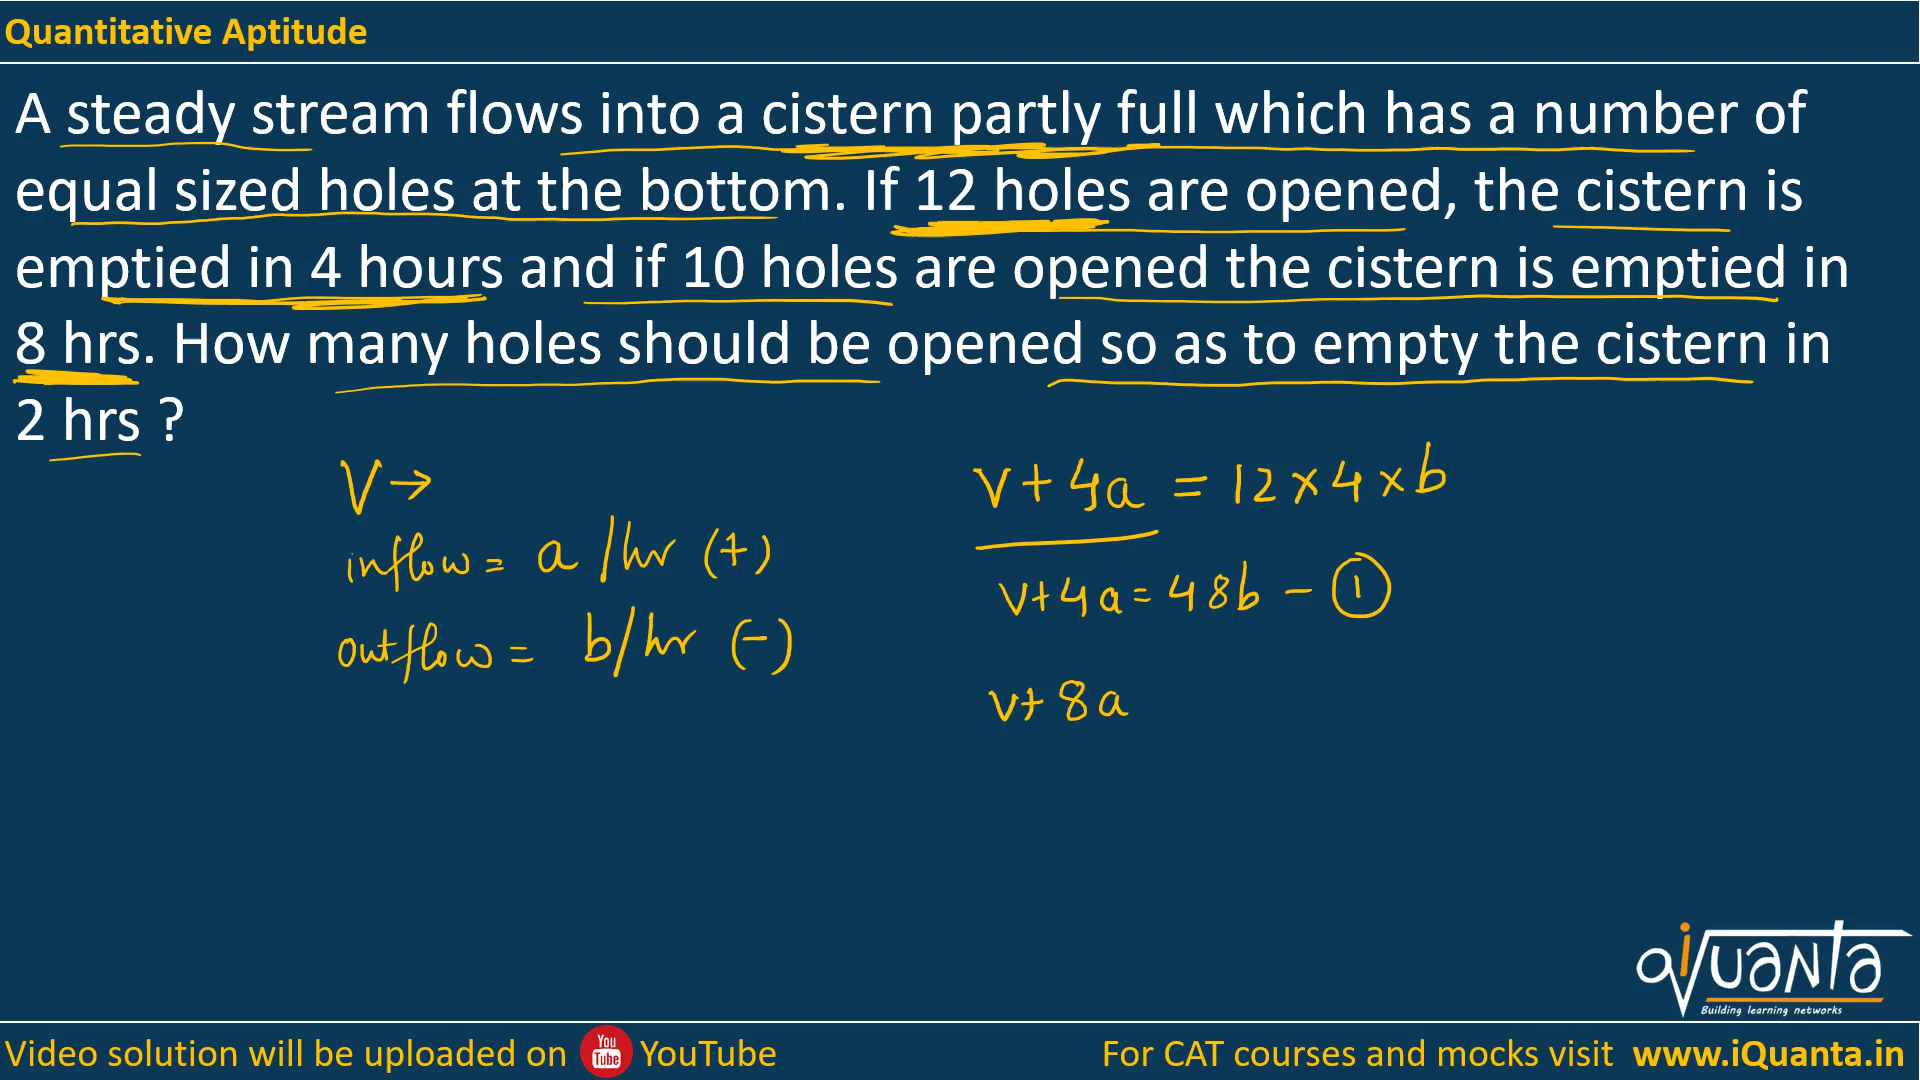 Quantitative Aptitude
A steady stream flows into a cistern partly full which has a number of
equal sized holes at the bottom. If 12 holes are opened, the cistern is
emptied in 4 hours and if 10 holes are opened the cistern is emptied in
8 hrs. How many holes should be opened so as to empty the cistern in
2 hrs ?
V →
inflow = a /hr (+)
outflow = b/hr (-)
v + 4a = 12 × 4 × b
v+4a = 48b - ①
v+ 8a
iQuanta
Building learning networks
Video solution will be uploaded on You Tube YouTube
For CAT courses and mocks visit www.iQuanta.in